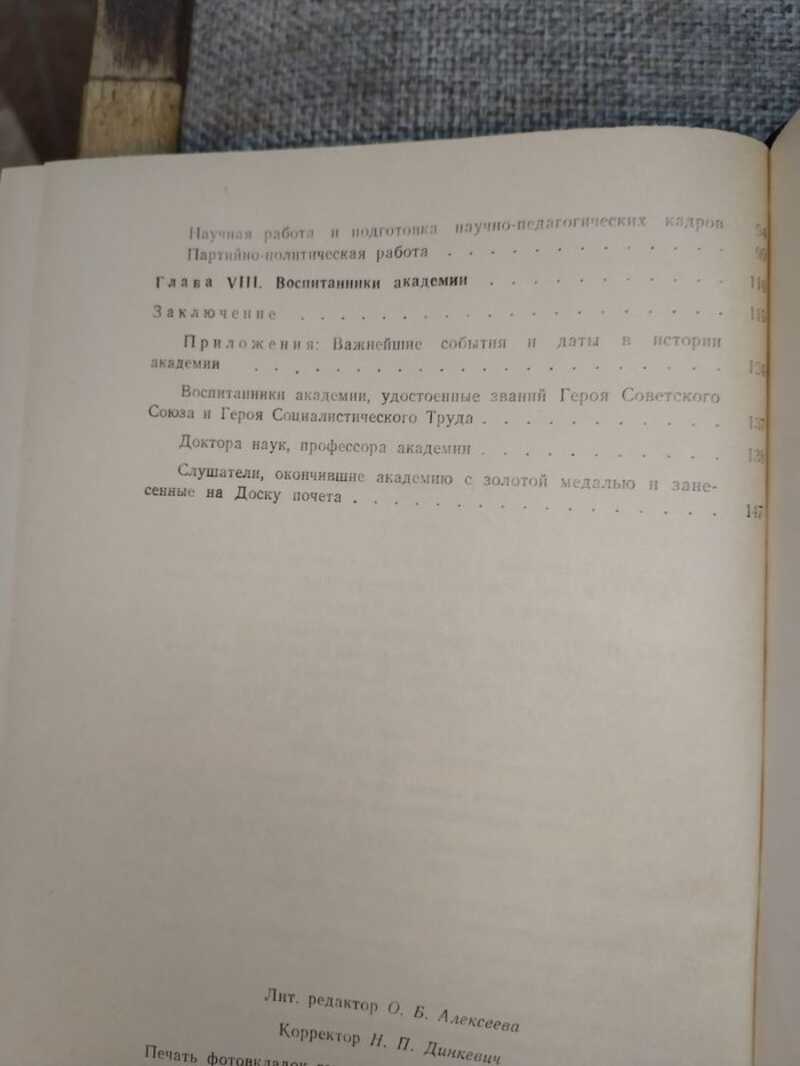 Научная работа и подготовка научно-педагогических кадров
Партийно-политическая работа . . . . . . . . . . . . .
Глава VIII. Воспитанники академии . . . . . . . . . . .
Заключение . . . . . . . . . . . . . . . . . . . .
Приложения: Важнейшие события и даты в истории
академии . . . . . . . . . . . . . . . . . . . . . .
Воспитанники академии, удостоенные званий Героя Советского
Союза и Героя Социалистического Труда . . . . . . . . . . . 137
Доктора наук, профессора академии . . . . . . . . . . .
Слушатели, окончившие академию с золотой медалью и зане-
сенные на Доску почета . . . . . . . . . . . . . . . . . 147
Лит. редактор О. Б. Алексеева
Корректор Н. П. Динкевич
Печать фотовкладок